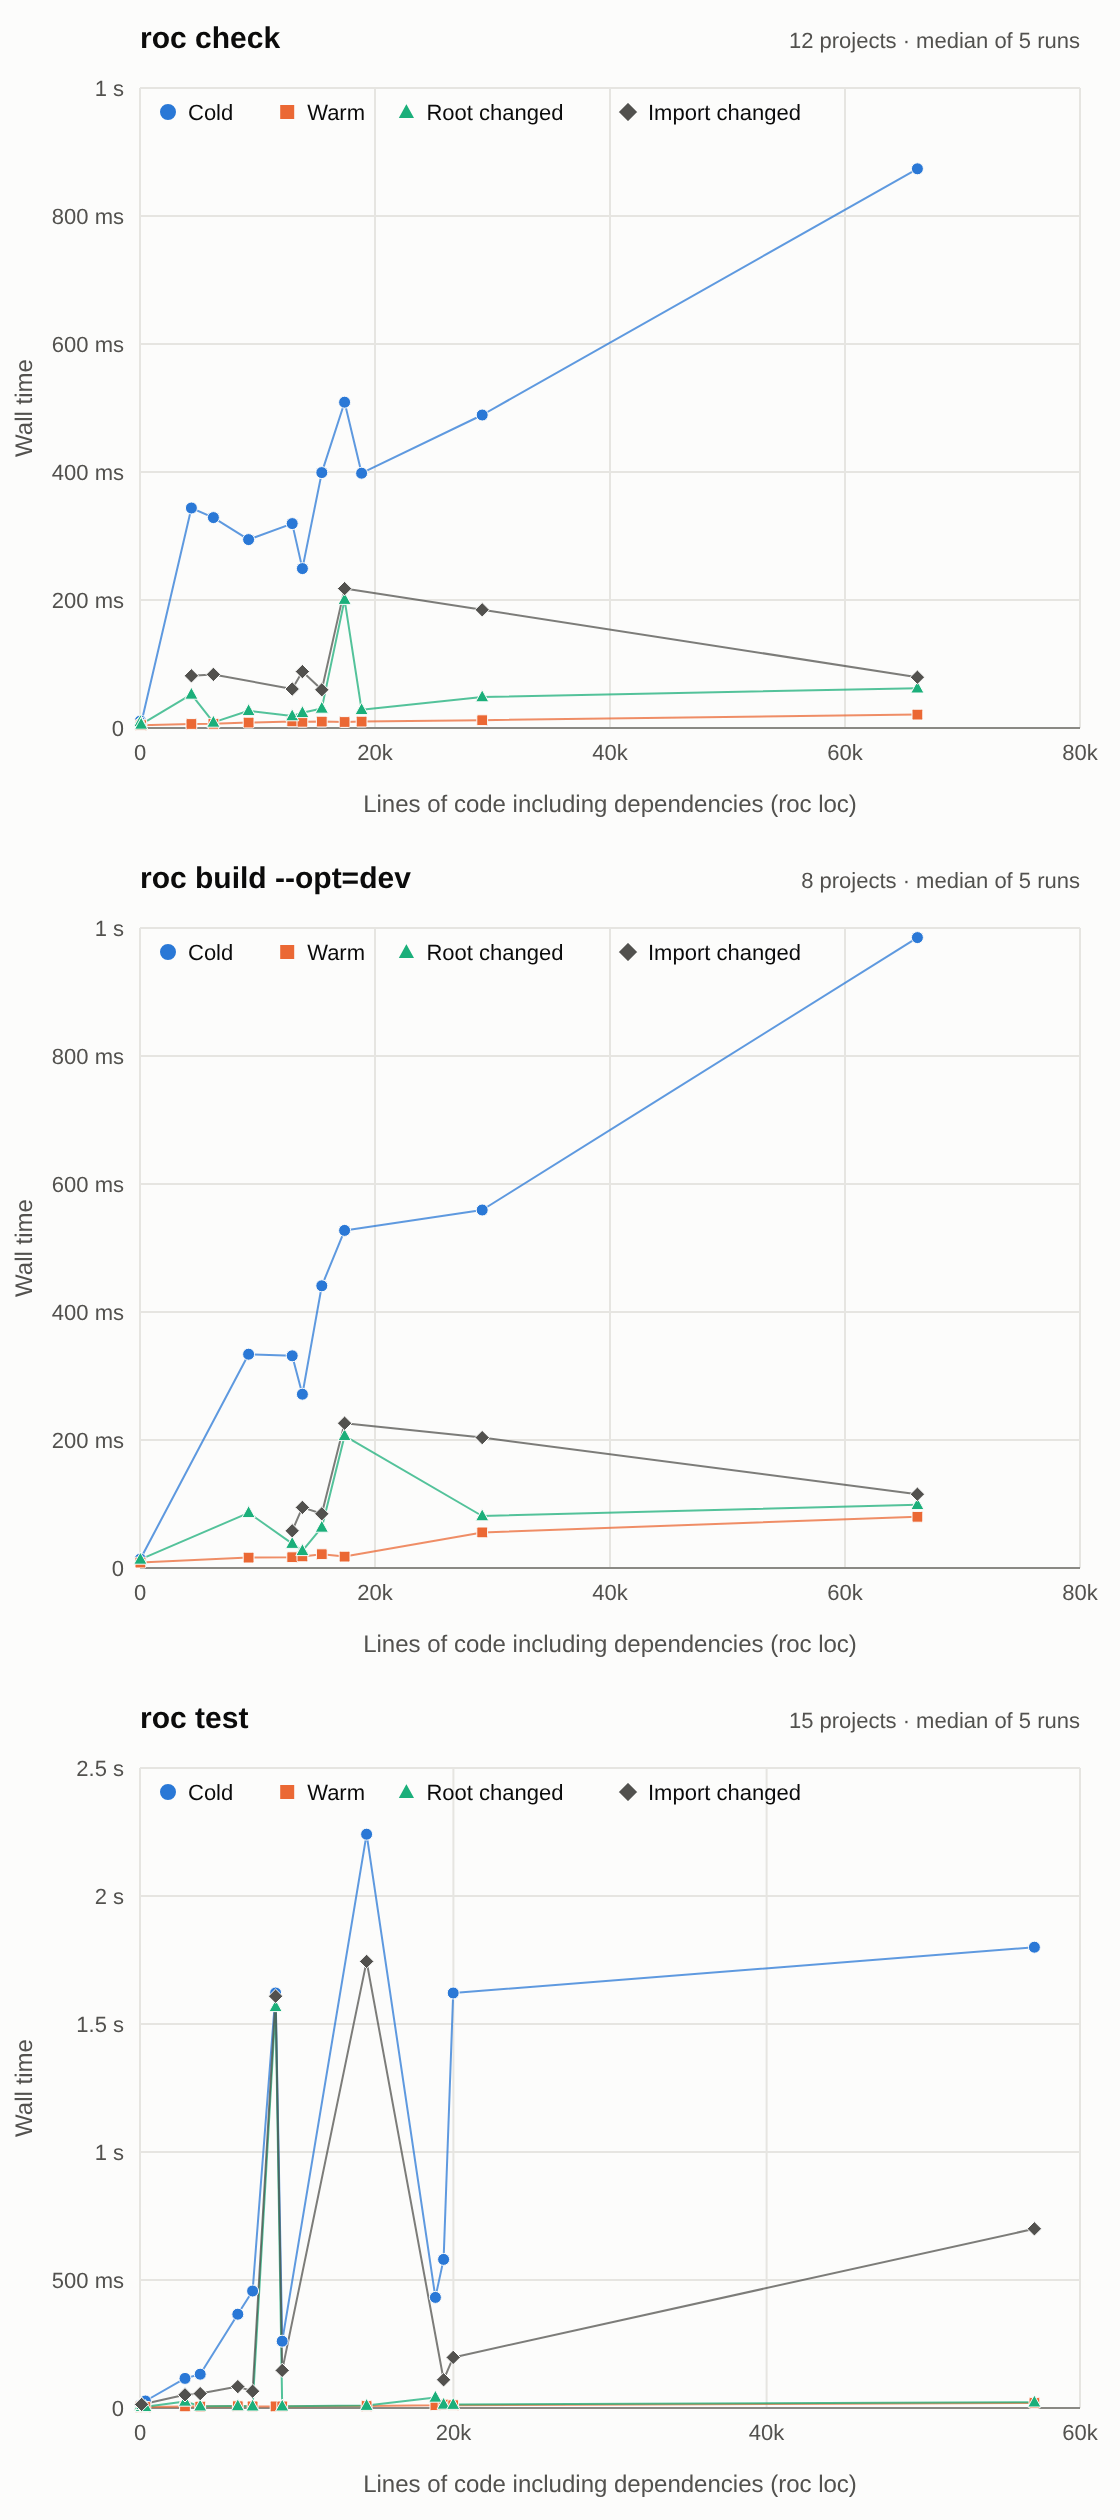 roc check
12 projects · median of 5 runs
1 s
Cold
Warm
Root changed
Import changed
800 ms
600 ms
Wall time
400 ms
200 ms
0
0
20k
40k
60k
80k
Lines of code including dependencies (roc loc)
roc build --opt=dev
8 projects · median of 5 runs
1 s
Cold
Warm
Root changed
Import changed
800 ms
600 ms
Wall time
400 ms
200 ms
0
0
20k
40k
60k
80k
Lines of code including dependencies (roc loc)
roc test
15 projects · median of 5 runs
2.5 s
Cold
Warm
Root changed
Import changed
2 s
1.5 s
Wall time
1 s
500 ms
0
0
20k
40k
60k
Lines of code including dependencies (roc loc)